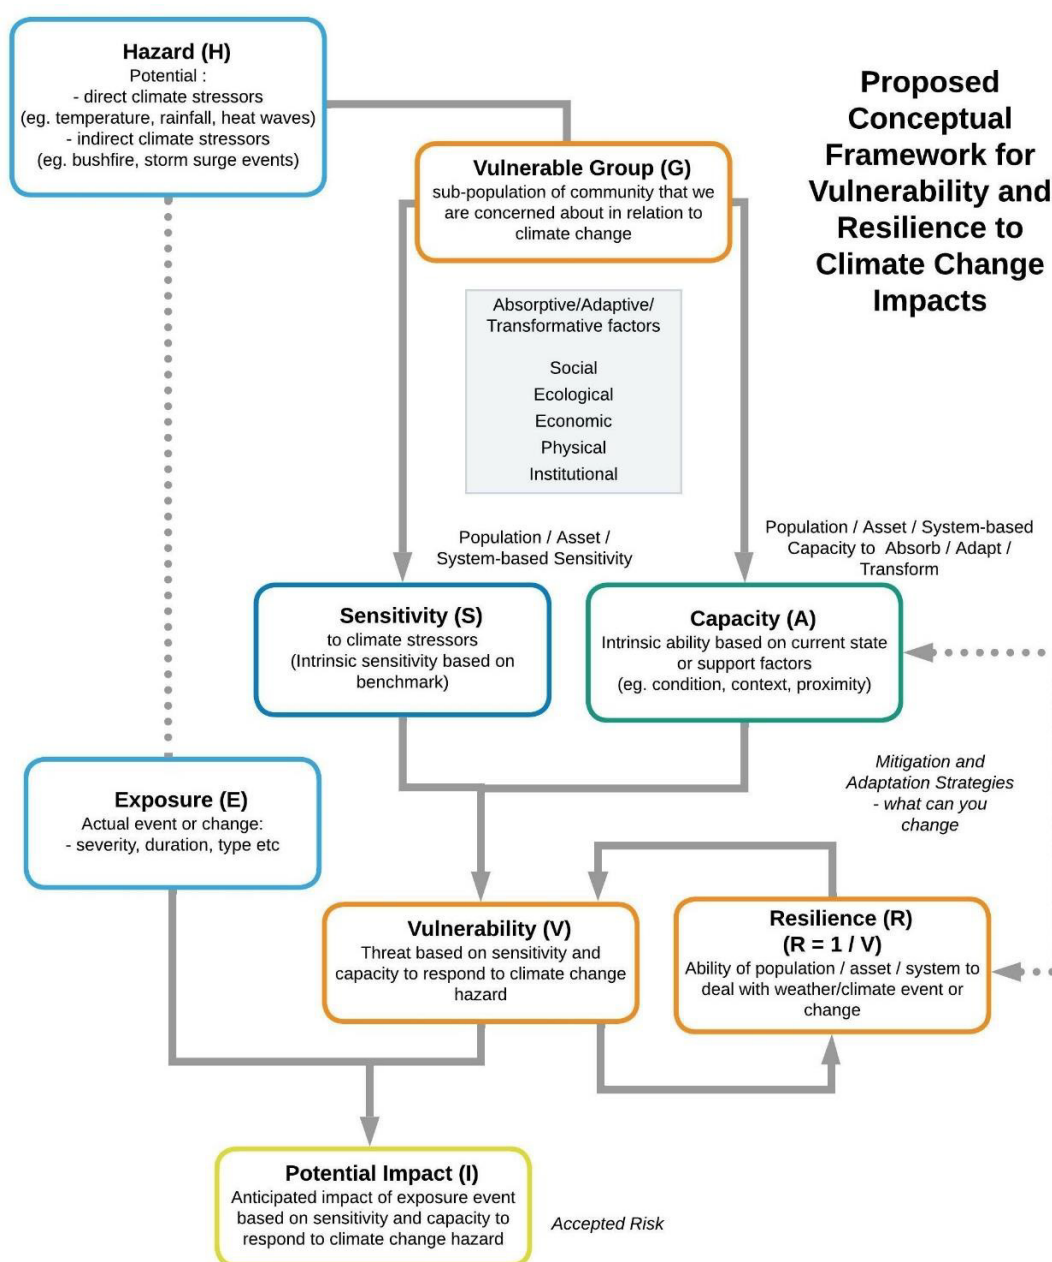 Hazard (H)
Potential :
- direct climate stressors
(eg. temperature, rainfall, heat waves)
- indirect climate stressors
(eg. bushfire, storm surge events)
Proposed
Conceptual
Framework for
Vulnerability and
Resilience to
Climate Change
Impacts
Vulnerable Group (G)
sub-population of community that we
are concerned about in relation to
climate change
Absorptive/Adaptive/
Transformative factors
Social
Ecological
Economic
Physical
Institutional
Population / Asset /
System-based Sensitivity
Population / Asset / System-based
Capacity to Absorb / Adapt /
Transform
Sensitivity (S)
to climate stressors
(Intrinsic sensitivity based on
benchmark)
Capacity (A)
Intrinsic ability based on current state
or support factors
(eg. condition, context, proximity)
Exposure (E)
Actual event or change:
- severity, duration, type etc
Mitigation and
Adaptation Strategies
- what can you
change
Vulnerability (V)
Threat based on sensitivity and
capacity to respond to climate change
hazard
Resilience (R)
(R = 1 / V)
Ability of population / asset / system to
deal with weather/climate event or
change
Potential Impact (I)
Anticipated impact of exposure event
based on sensitivity and capacity to
respond to climate change hazard
Accepted Risk